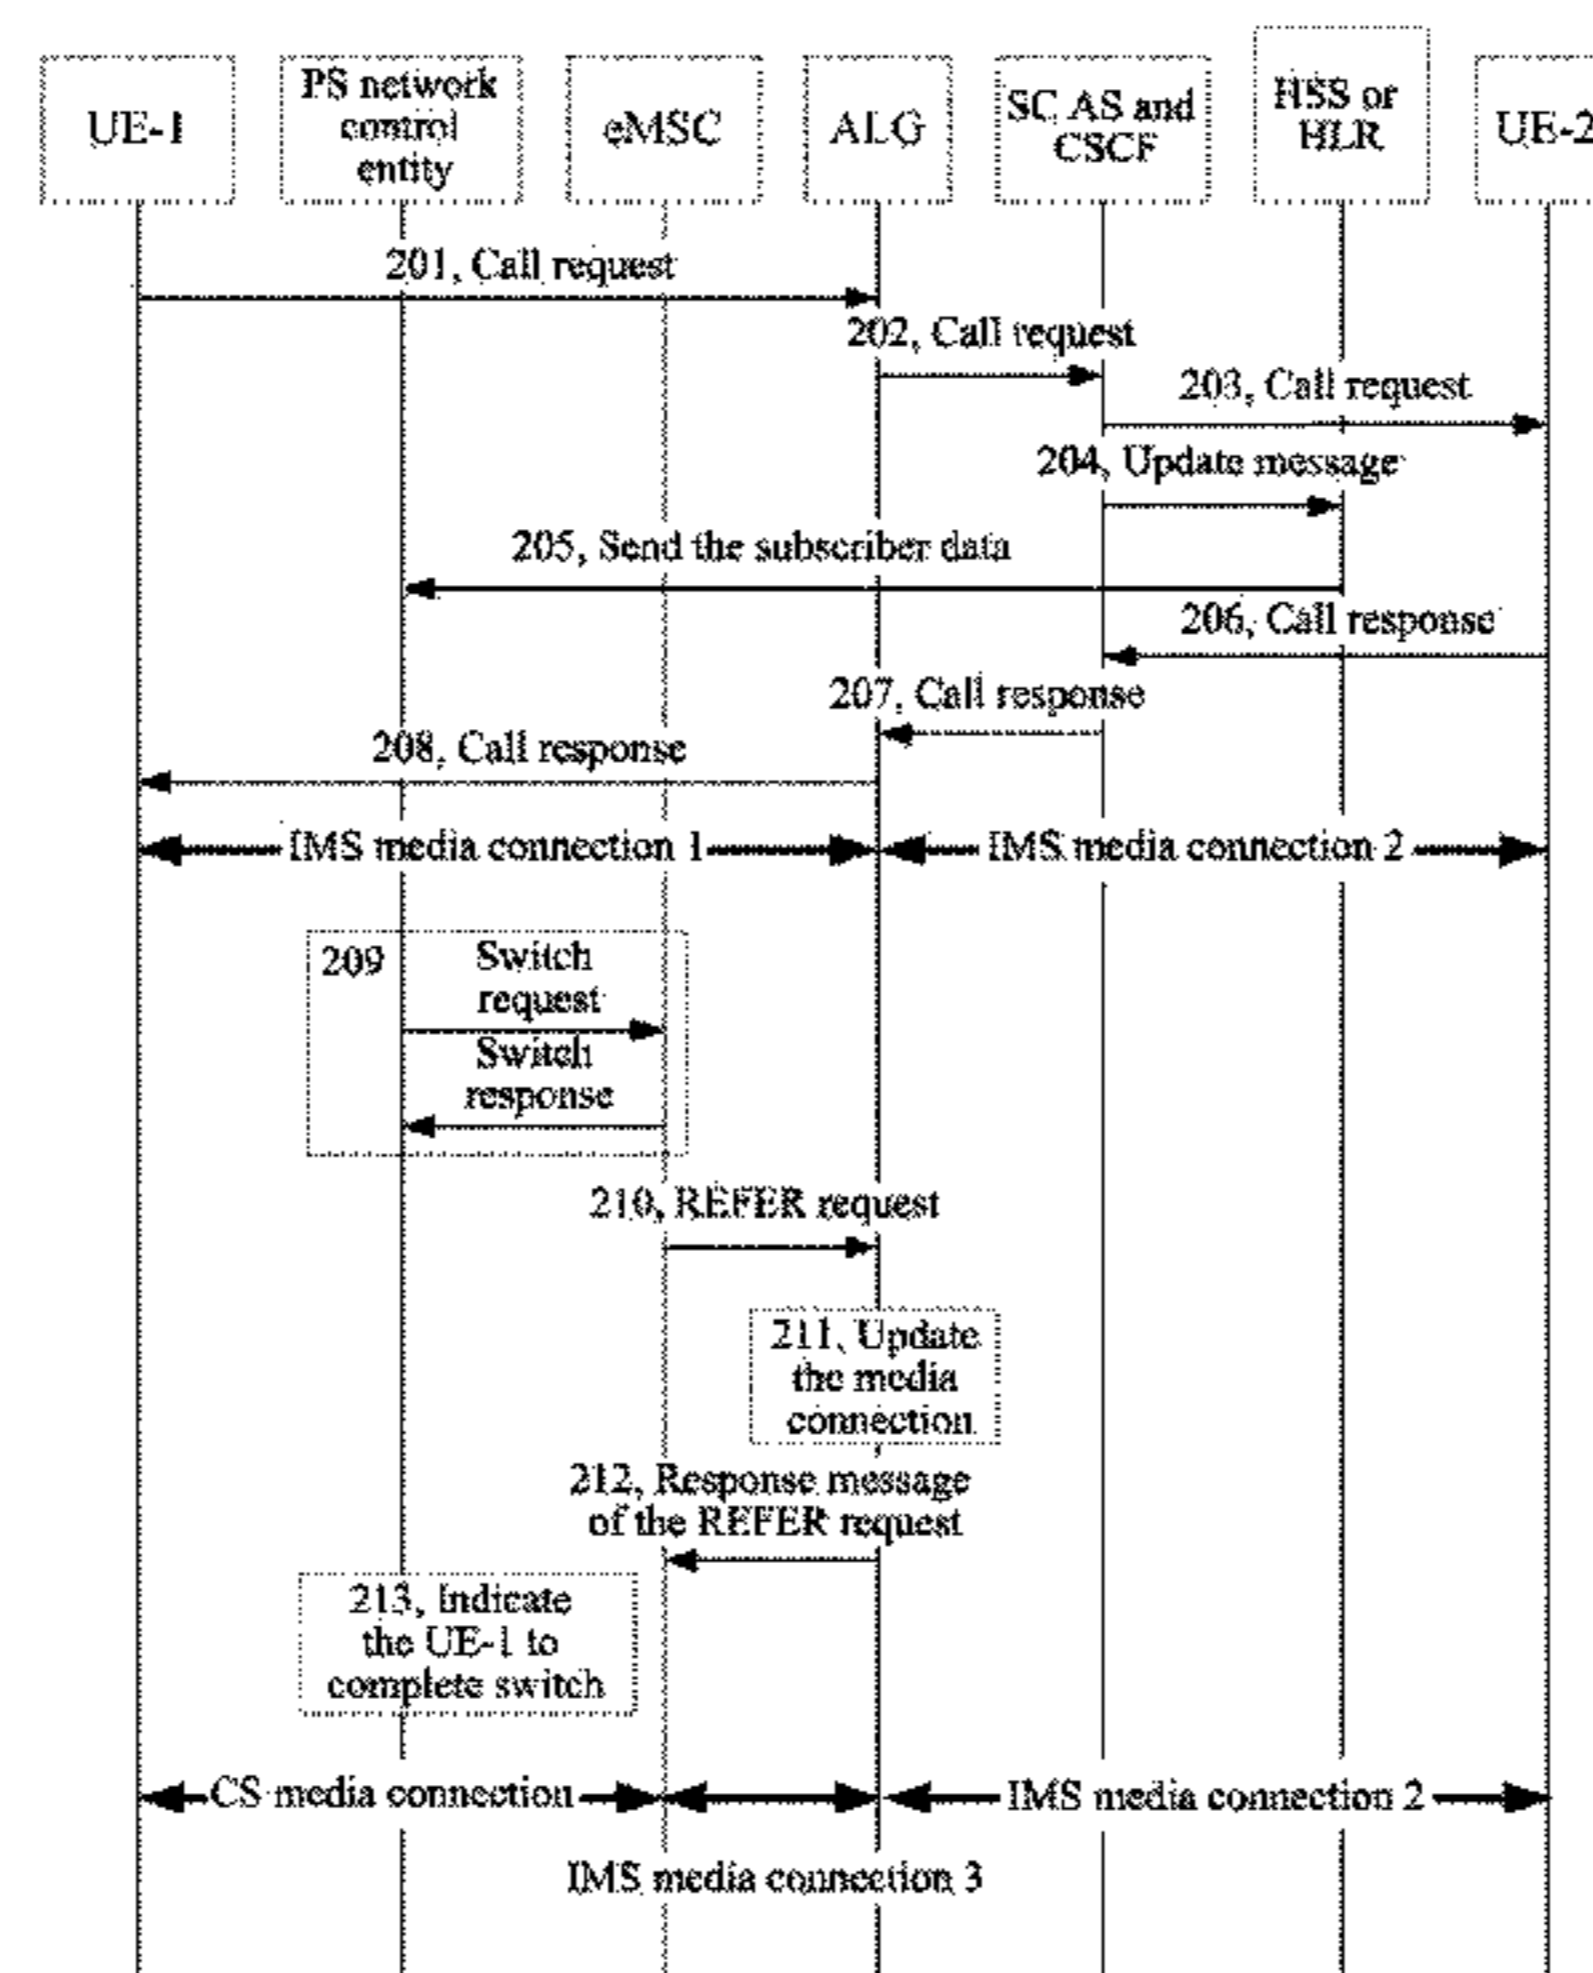 UE-1
PS network
control
entity
eMSC
ALG
SC AS and
CSCF
HSS or
HLR
UE-2
201, Call request
202, Call request
203, Call request
204, Update message
205, Send the subscriber data
206, Call response
207, Call response
208, Call response
IMS media connection 1
IMS media connection 2
209
Switch
request
Switch
response
210, REFER request
211, Update
the media
connection
212, Response message
of the REFER request
213, Indicate
the UE-1 to
complete switch
CS media connection
IMS media connection 2
IMS media connection 3